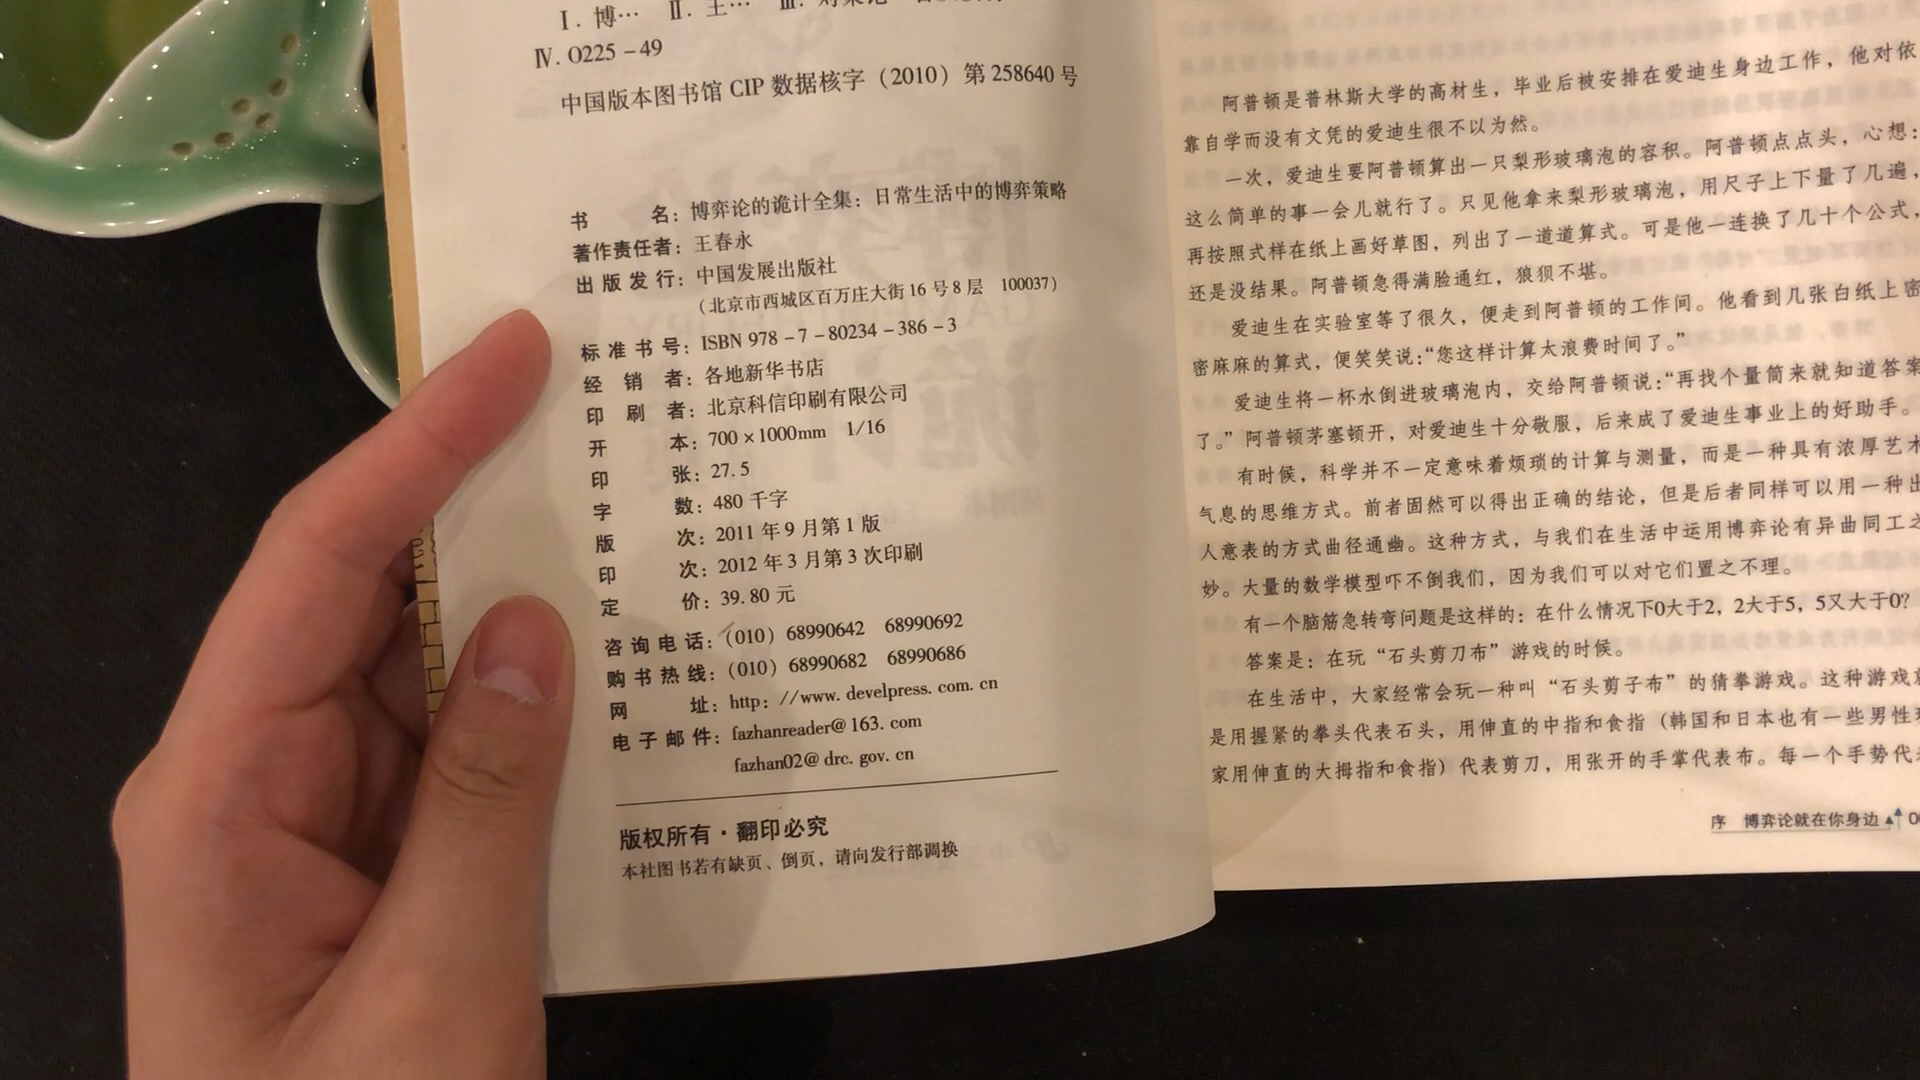 Ⅰ. 博… Ⅱ. 王… Ⅲ.
Ⅳ. O225－49
中国版本图书馆 CIP 数据核字（2010）第 258640 号
书 名：博弈论的诡计全集：日常生活中的博弈策略
著作责任者：王春永
出版发行：中国发展出版社
（北京市西城区百万庄大街 16 号 8 层 100037）
标准书号：ISBN 978－7－80234－386－3
经 销 者：各地新华书店
印 刷 者：北京科信印刷有限公司
开 本：700×1000mm 1/16
印 张：27.5
字 数：480 千字
版 次：2011 年 9 月第 1 版
印 次：2012 年 3 月第 3 次印刷
定 价：39.80 元
咨询电话：（010）68990642 68990692
购书热线：（010）68990682 68990686
网 址：http：//www. develpress. com. cn
电子邮件：fazhanreader@163. com
fazhan02@drc. gov. cn
版权所有·翻印必究
本社图书若有缺页、倒页，请向发行部调换
阿普顿是普林斯大学的高材生，毕业后被安排在爱迪生身边工作，他对依
靠自学而没有文凭的爱迪生很不以为然。
一次，爱迪生要阿普顿算出一只梨形玻璃泡的容积。阿普顿点点头，心想：
这么简单的事一会儿就行了。只见他拿来梨形玻璃泡，用尺子上下量了几遍，
再按照式样在纸上画好草图，列出了一道道算式。可是他一连换了几十个公式，
还是没结果。阿普顿急得满脸通红，狼狈不堪。
爱迪生在实验室等了很久，便走到阿普顿的工作间。他看到几张白纸上密
密麻麻的算式，便笑笑说：“您这样计算太浪费时间了。”
爱迪生将一杯水倒进玻璃泡内，交给阿普顿说：“再找个量筒来就知道答案
了。”阿普顿茅塞顿开，对爱迪生十分敬服，后来成了爱迪生事业上的好助手。
有时候，科学并不一定意味着烦琐的计算与测量，而是一种具有浓厚艺术
气息的思维方式。前者固然可以得出正确的结论，但是后者同样可以用一种出
人意表的方式曲径通幽。这种方式，与我们在生活中运用博弈论有异曲同工之
妙。大量的数学模型吓不倒我们，因为我们可以对它们置之不理。
有一个脑筋急转弯问题是这样的：在什么情况下0大于2，2大于5，5又大于0？
答案是：在玩“石头剪刀布”游戏的时候。
在生活中，大家经常会玩一种叫“石头剪子布”的猜拳游戏。这种游戏
是用握紧的拳头代表石头，用伸直的中指和食指（韩国和日本也有一些男性
家用伸直的大拇指和食指）代表剪刀，用张开的手掌代表布。每一个手势代
序 博弈论就在你身边